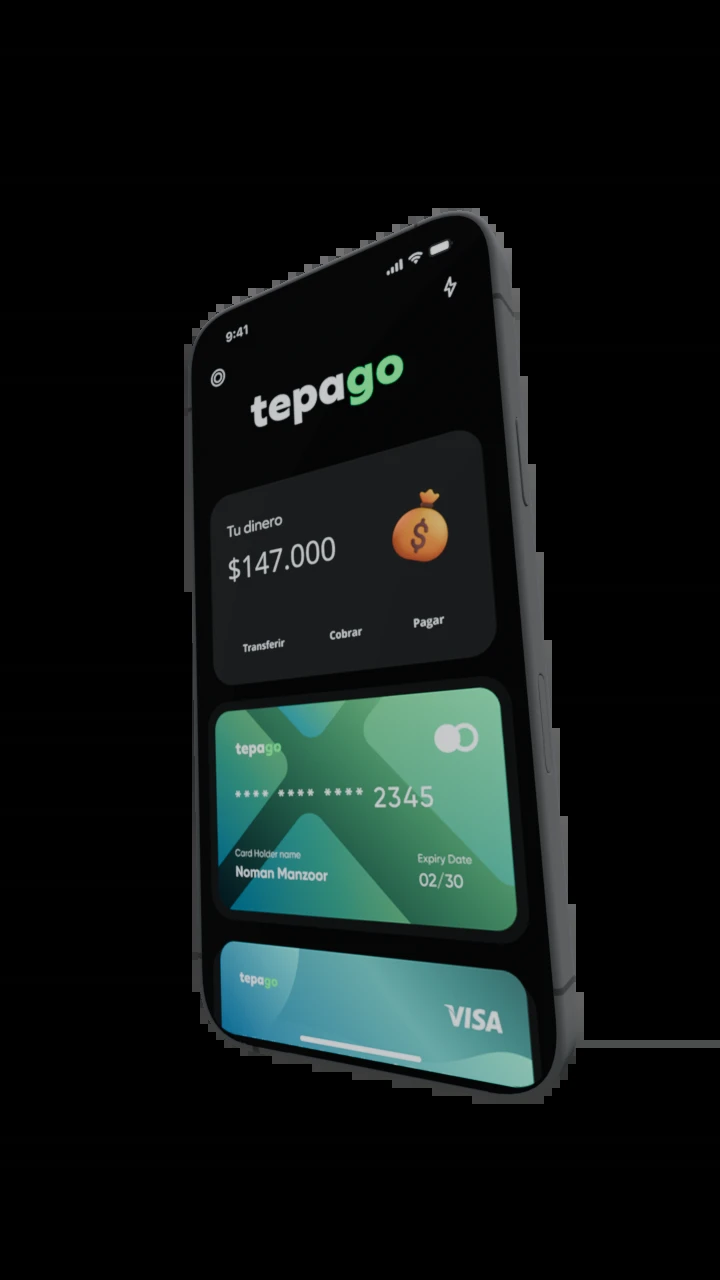 9:41
tepago
Tu dinero
$147.000
Transferir Cobrar Pagar
tepago
**** **** **** 2345
Card Holder name
Noman Manzoor
Expiry Date
02/30
tepago
VISA